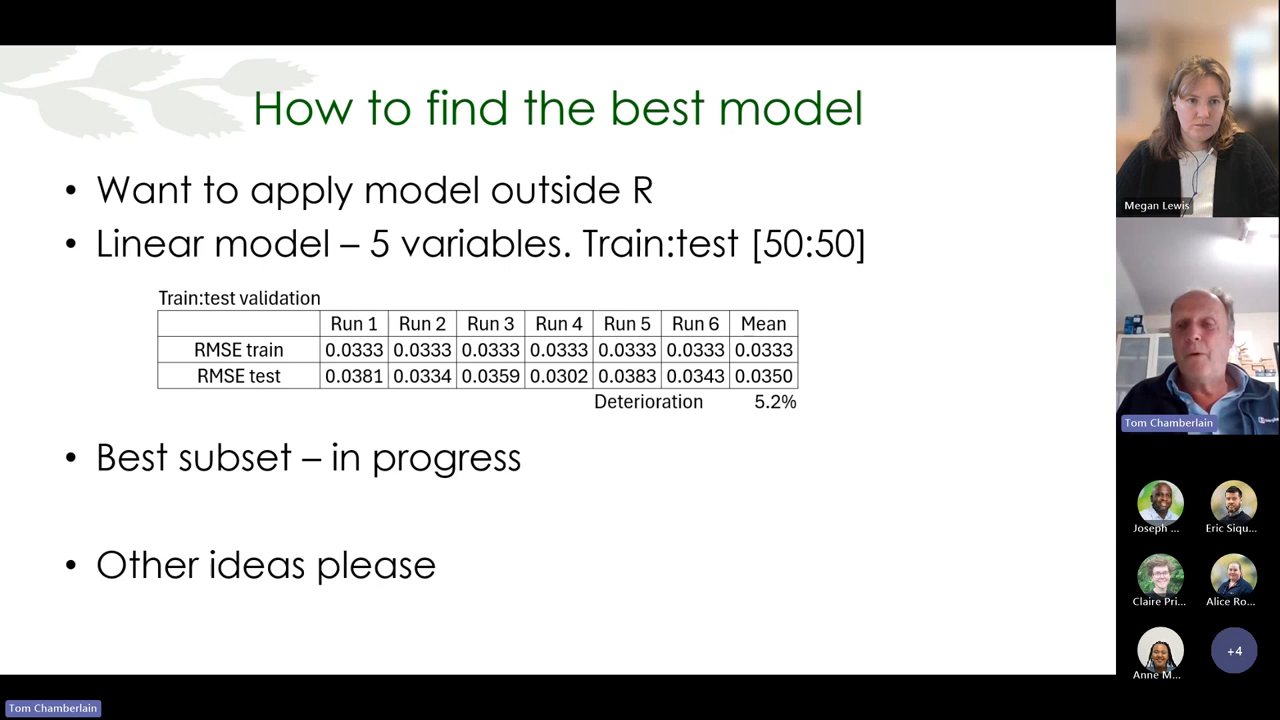 How to find the best model
• Want to apply model outside R
• Linear model – 5 variables. Train:test [50:50]
Train:test validation
Run 1 Run 2 Run 3 Run 4 Run 5 Run 6 Mean
RMSE train 0.0333 0.0333 0.0333 0.0333 0.0333 0.0333 0.0333
RMSE test 0.0381 0.0334 0.0359 0.0302 0.0383 0.0343 0.0350
Deterioration 5.2%
• Best subset – in progress
• Other ideas please
Megan Lewis
Tom Chamberlain
Joseph ...
Eric Siqu...
Claire Pri...
Alice Ro...
Anne M...
+4
Tom Chamberlain